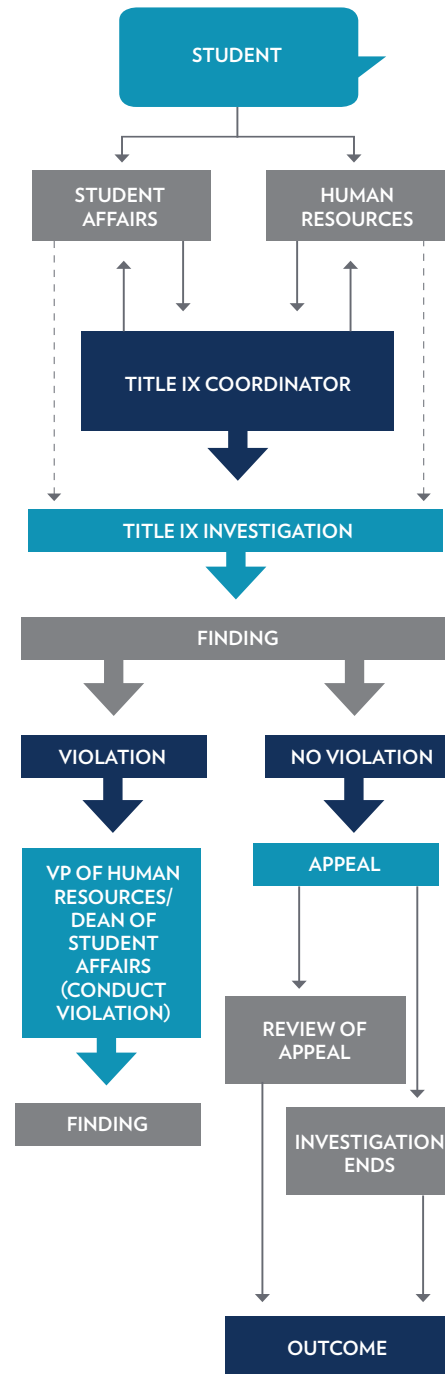 STUDENT
STUDENT
AFFAIRS
HUMAN
RESOURCES
TITLE IX COORDINATOR
TITLE IX INVESTIGATION
FINDING
VIOLATION
NO VIOLATION
VP OF HUMAN
RESOURCES/
DEAN OF
STUDENT
AFFAIRS
(CONDUCT
VIOLATION)
FINDING
APPEAL
REVIEW OF
APPEAL
INVESTIGATION
ENDS
OUTCOME